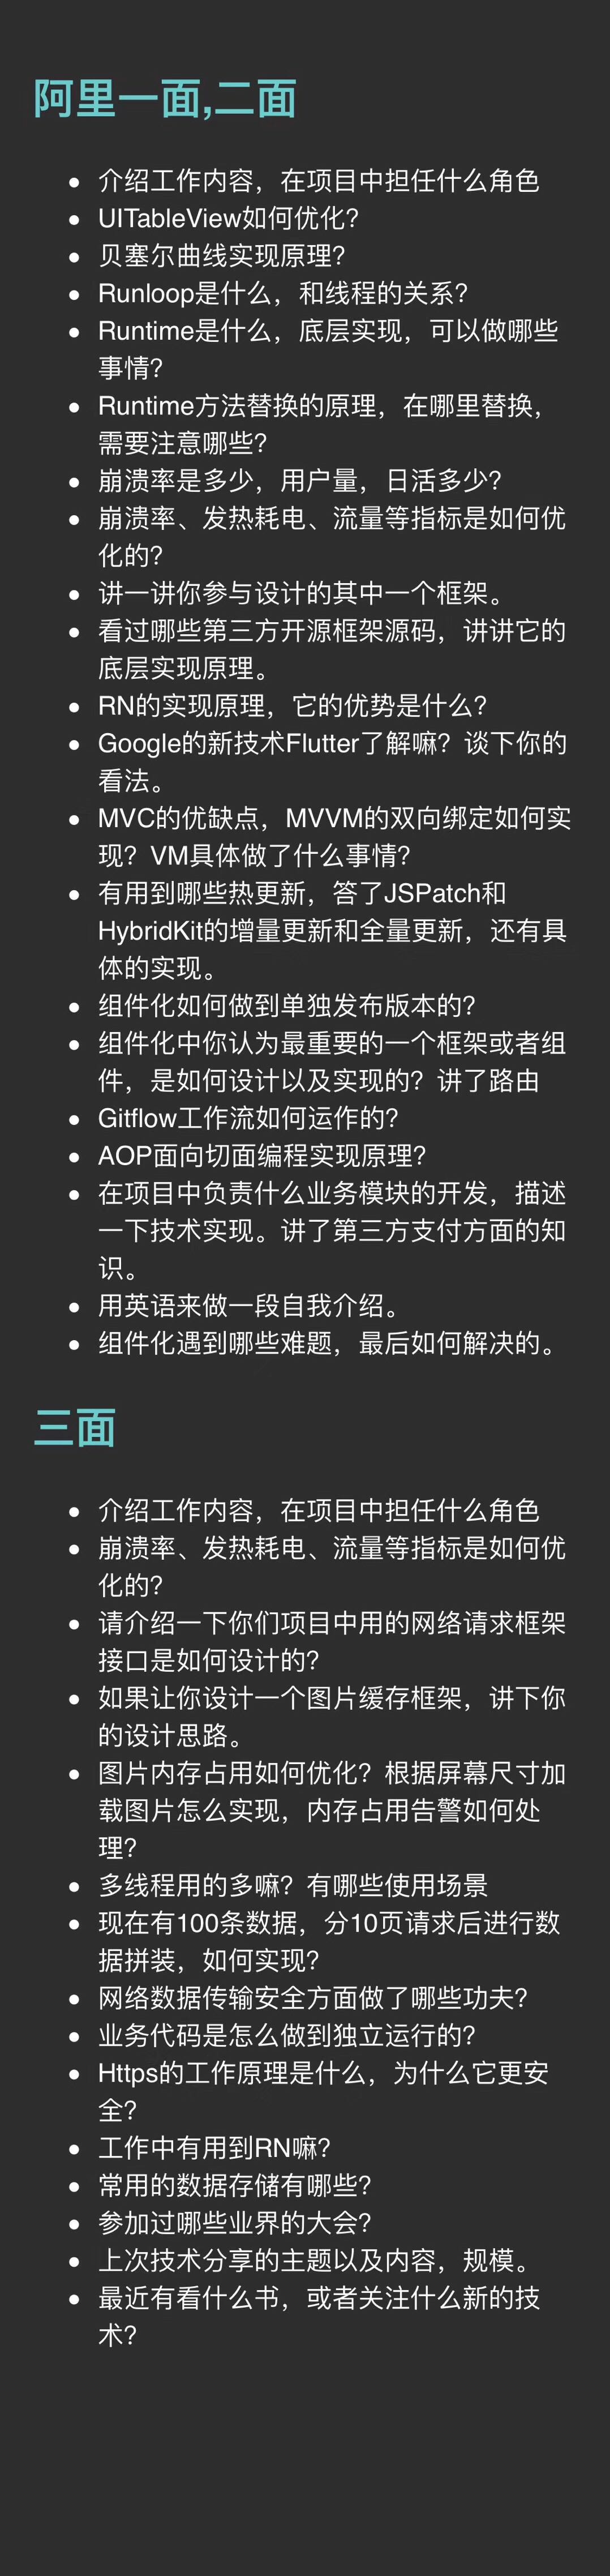 阿里一面,二面
• 介绍工作内容，在项目中担任什么角色
• UITableView如何优化？
• 贝塞尔曲线实现原理？
• Runloop是什么，和线程的关系？
• Runtime是什么，底层实现，可以做哪些
事情？
• Runtime方法替换的原理，在哪里替换，
需要注意哪些？
• 崩溃率是多少，用户量，日活多少？
• 崩溃率、发热耗电、流量等指标是如何优
化的？
• 讲一讲你参与设计的其中一个框架。
• 看过哪些第三方开源框架源码，讲讲它的
底层实现原理。
• RN的实现原理，它的优势是什么？
• Google的新技术Flutter了解嘛？谈下你的
看法。
• MVC的优缺点，MVVM的双向绑定如何实
现？VM具体做了什么事情？
• 有用到哪些热更新，答了JSPatch和
HybridKit的增量更新和全量更新，还有具
体的实现。
• 组件化如何做到单独发布版本的？
• 组件化中你认为最重要的一个框架或者组
件，是如何设计以及实现的？讲了路由
• Gitflow工作流如何运作的？
• AOP面向切面编程实现原理？
• 在项目中负责什么业务模块的开发，描述
一下技术实现。讲了第三方支付方面的知
识。
• 用英语来做一段自我介绍。
• 组件化遇到哪些难题，最后如何解决的。
三面
• 介绍工作内容，在项目中担任什么角色
• 崩溃率、发热耗电、流量等指标是如何优
化的？
• 请介绍一下你们项目中用的网络请求框架
接口是如何设计的？
• 如果让你设计一个图片缓存框架，讲下你
的设计思路。
• 图片内存占用如何优化？根据屏幕尺寸加
载图片怎么实现，内存占用告警如何处
理？
• 多线程用的多嘛？有哪些使用场景
• 现在有100条数据，分10页请求后进行数
据拼装，如何实现？
• 网络数据传输安全方面做了哪些功夫？
• 业务代码是怎么做到独立运行的？
• Https的工作原理是什么，为什么它更安
全？
• 工作中有用到RN嘛？
• 常用的数据存储有哪些？
• 参加过哪些业界的大会？
• 上次技术分享的主题以及内容，规模。
• 最近有看什么书，或者关注什么新的技
术？